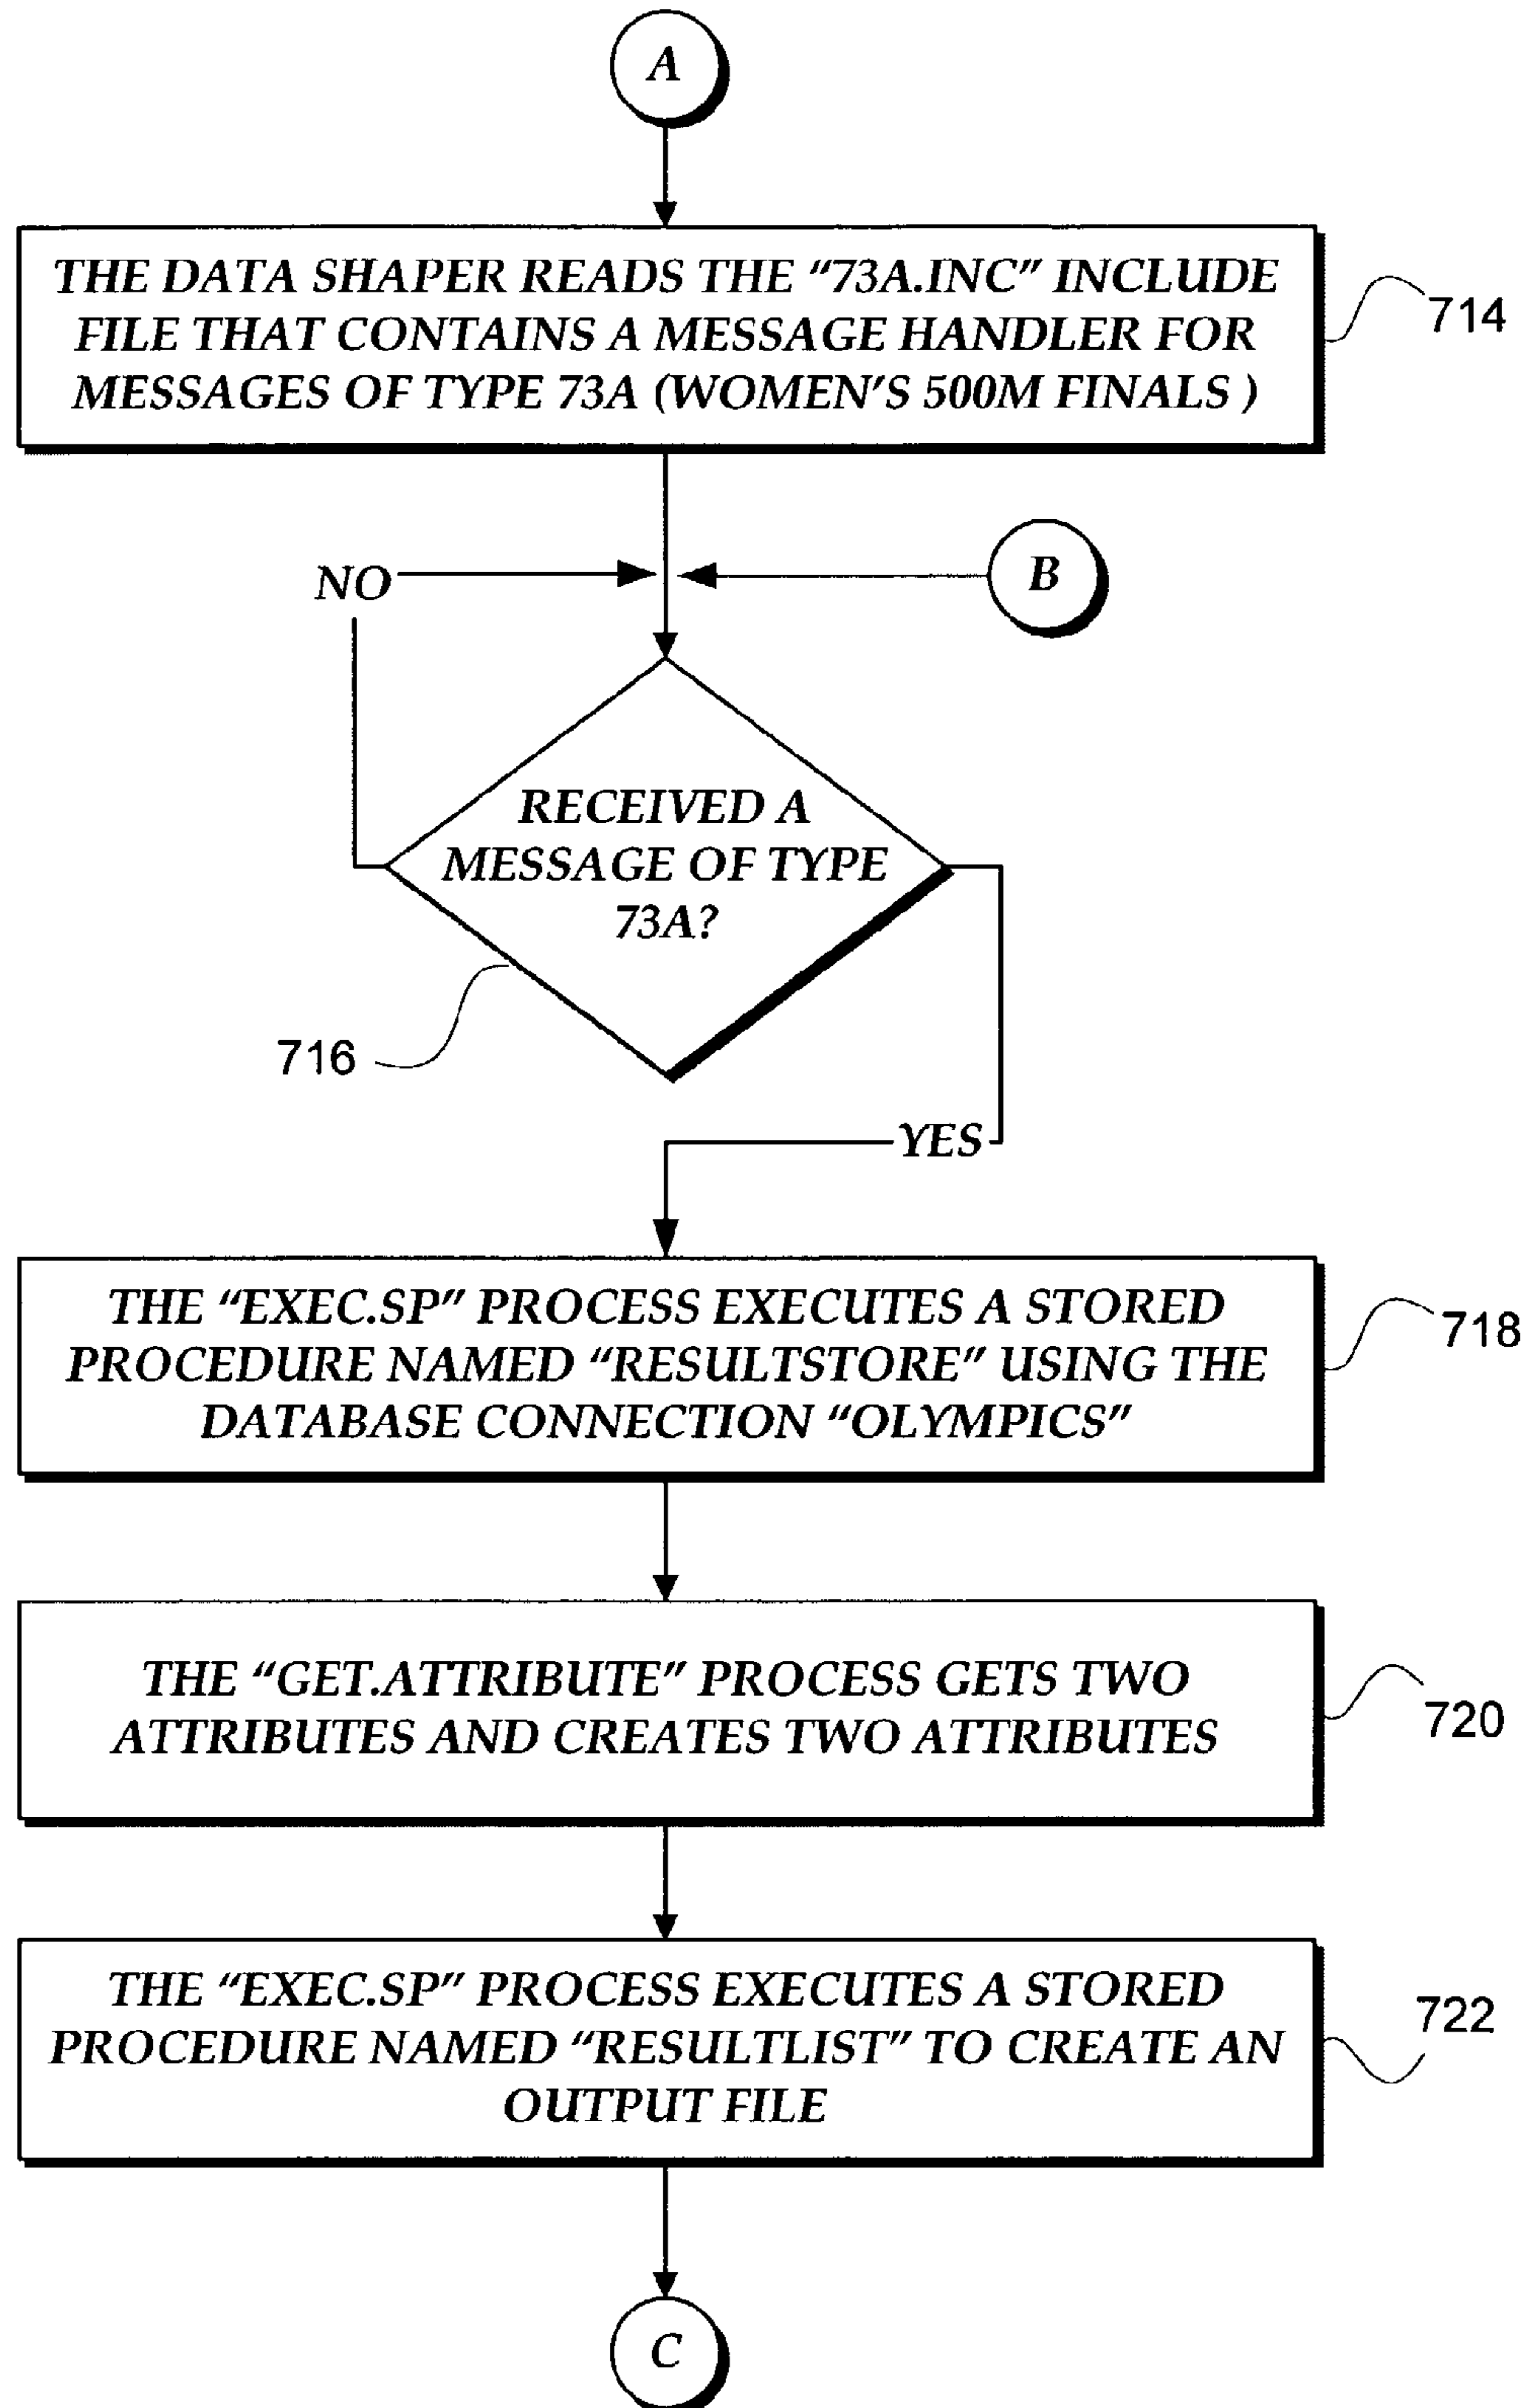 A
THE DATA SHAPER READS THE "73A.INC" INCLUDE
FILE THAT CONTAINS A MESSAGE HANDLER FOR
MESSAGES OF TYPE 73A (WOMEN'S 500M FINALS )
714
NO
B
RECEIVED A
MESSAGE OF TYPE
73A?
716
YES
THE "EXEC.SP" PROCESS EXECUTES A STORED
PROCEDURE NAMED "RESULTSTORE" USING THE
DATABASE CONNECTION "OLYMPICS"
718
THE "GET.ATTRIBUTE" PROCESS GETS TWO
ATTRIBUTES AND CREATES TWO ATTRIBUTES
720
THE "EXEC.SP" PROCESS EXECUTES A STORED
PROCEDURE NAMED "RESULTLIST" TO CREATE AN
OUTPUT FILE
722
C